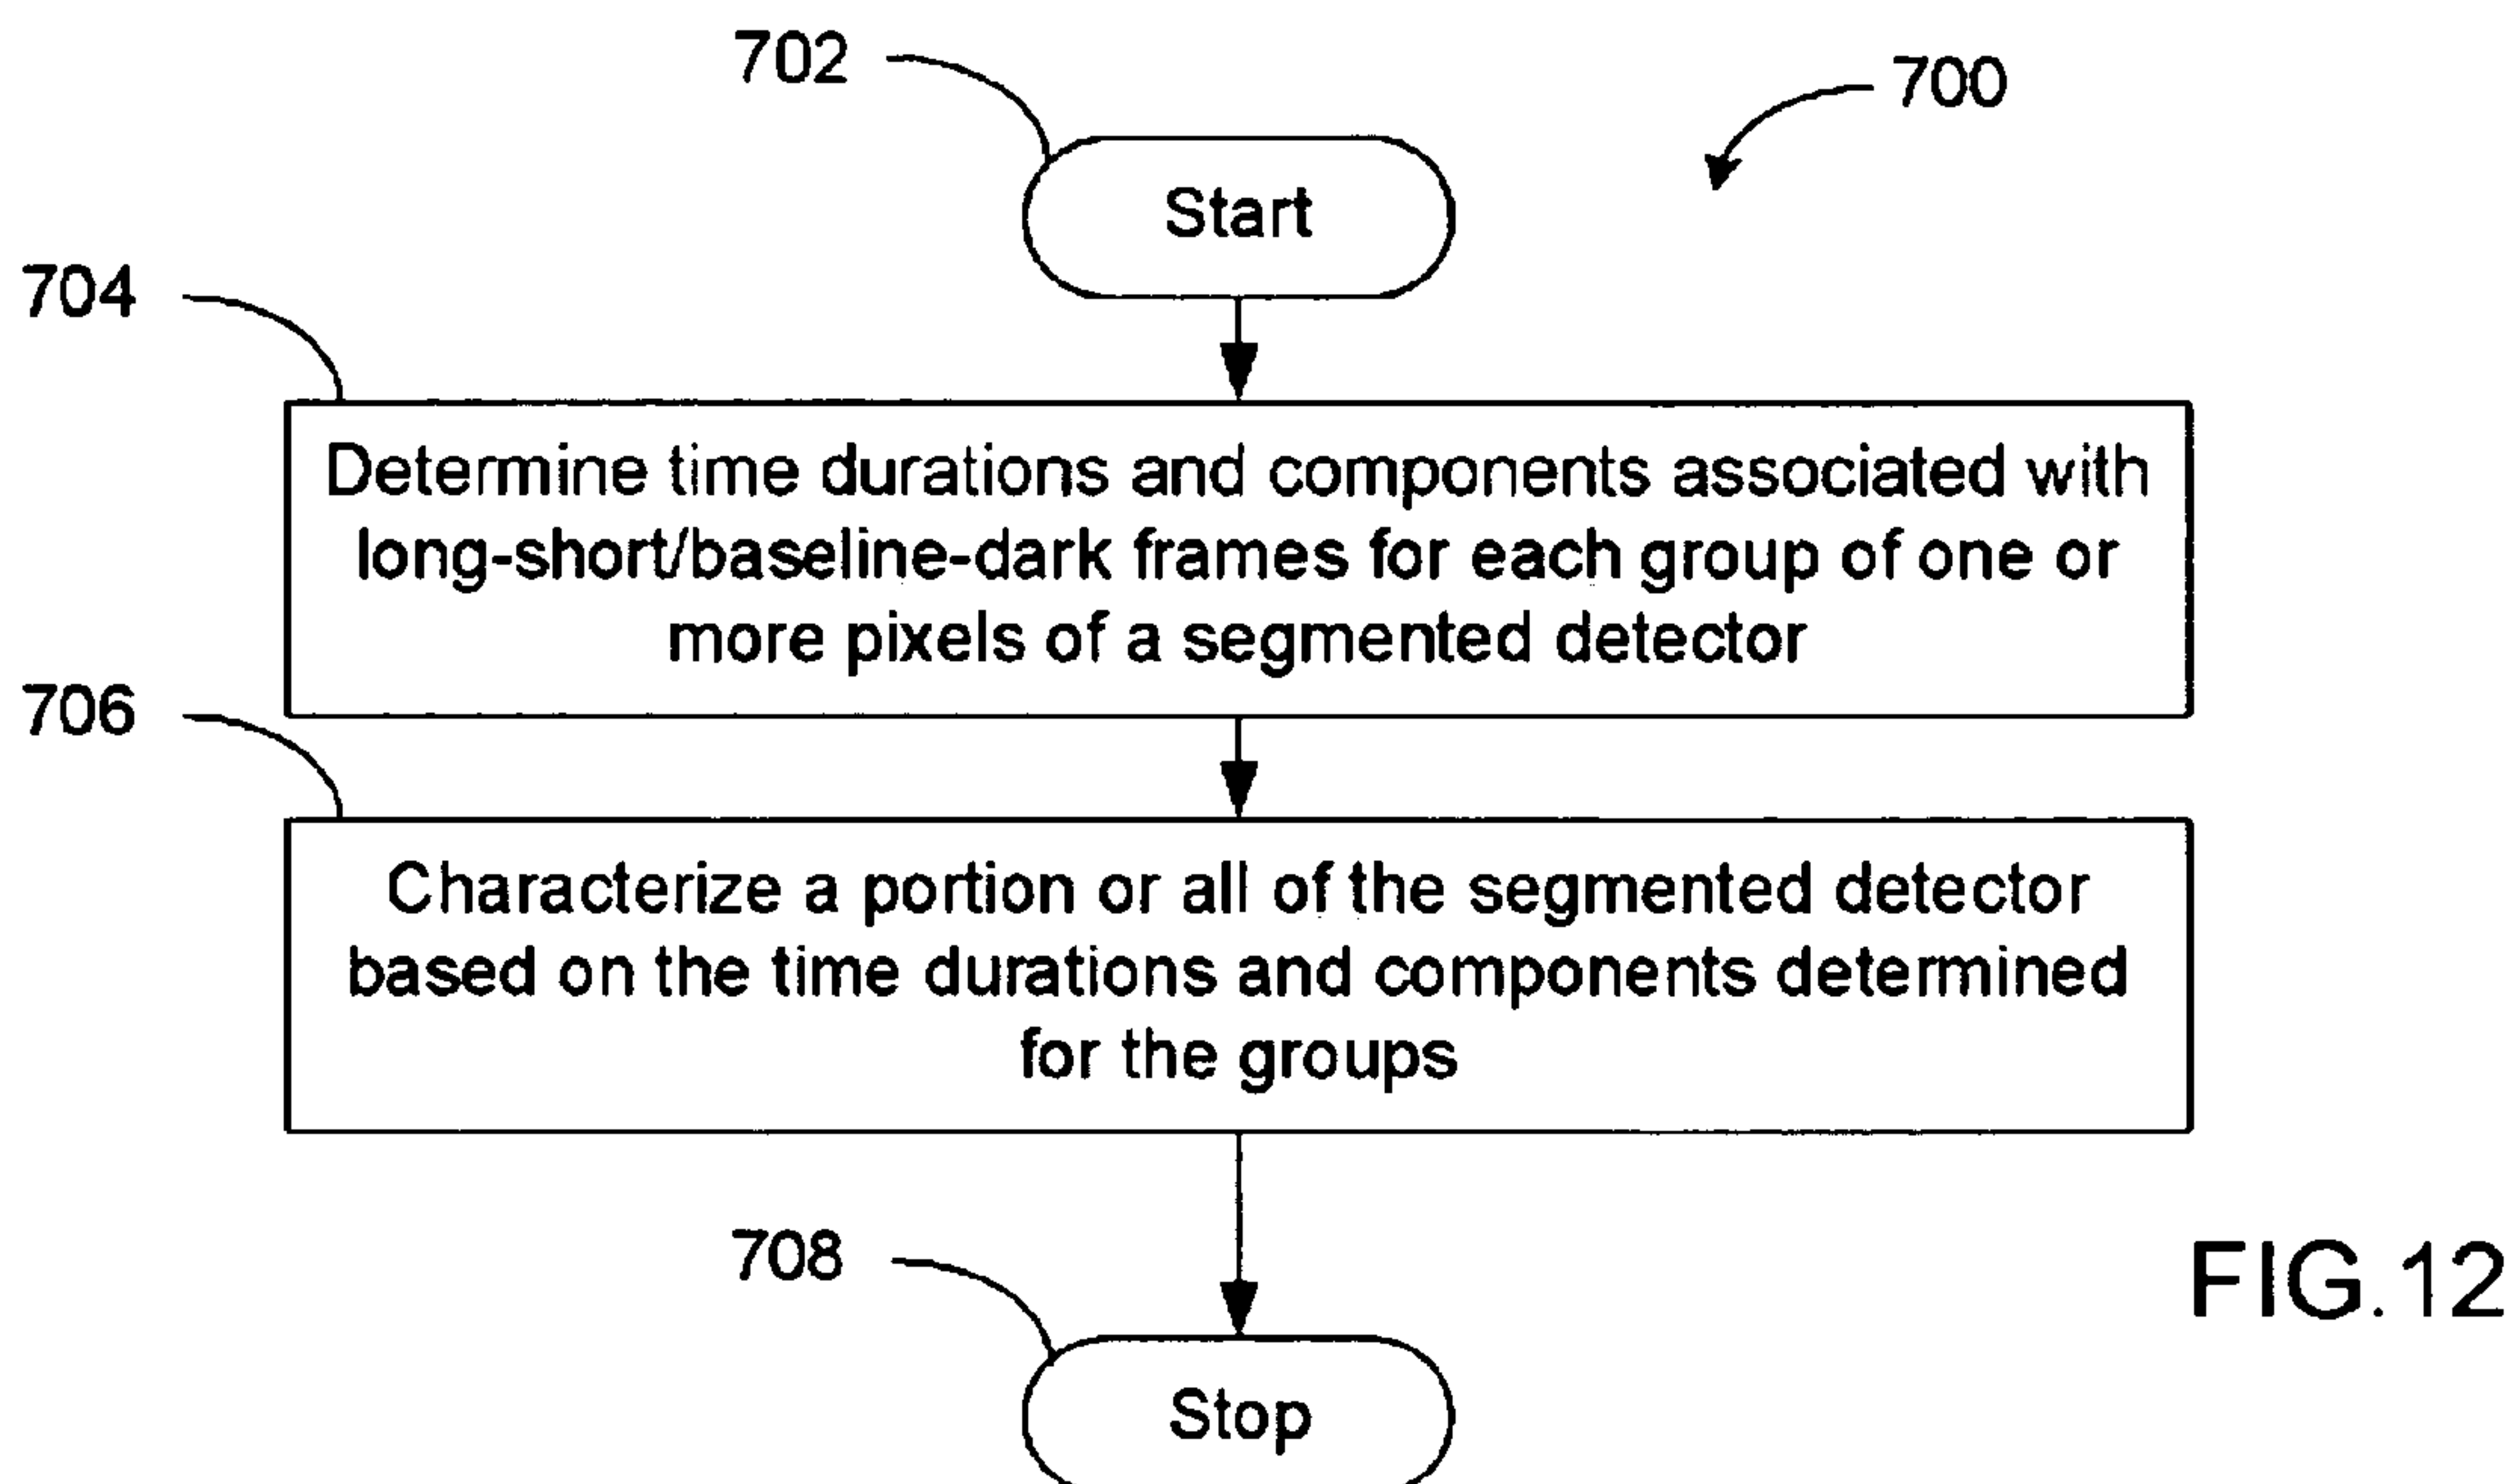 702
700
Start
704
Determine time durations and components associated with
long-short/baseline-dark frames for each group of one or
more pixels of a segmented detector
706
Characterize a portion or all of the segmented detector
based on the time durations and components determined
for the groups
708
FIG.12
Stop